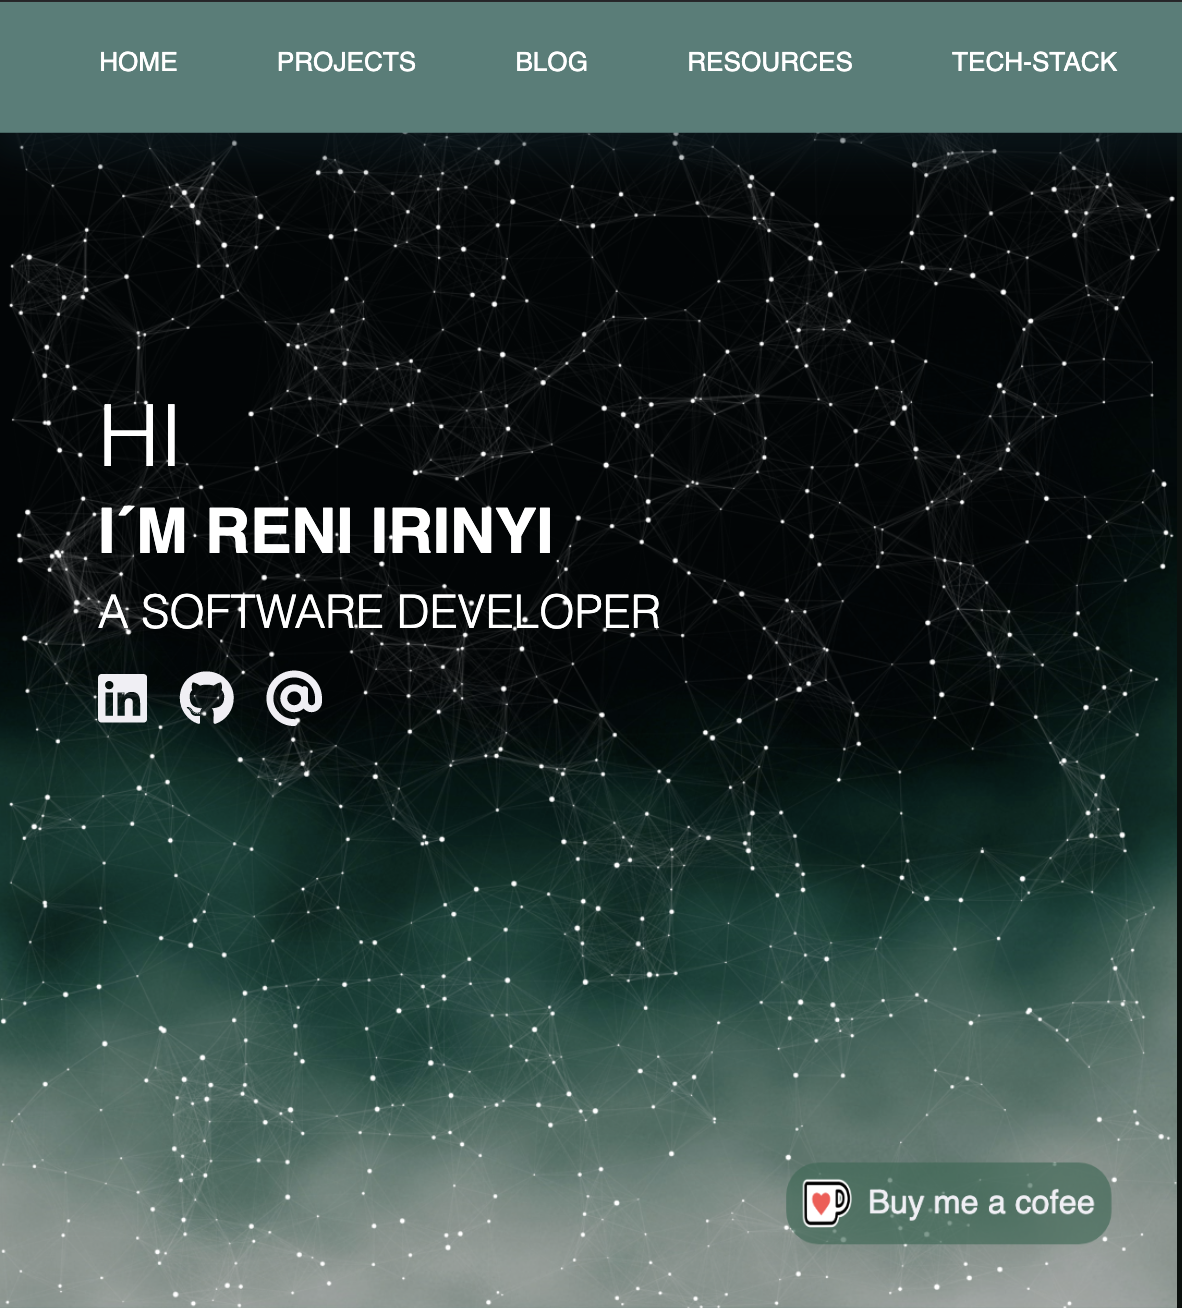 HOME PROJECTS BLOG RESOURCES TECH-STACK
HI
I´M RENI IRINYI
A SOFTWARE DEVELOPER
in @
Buy me a cofee